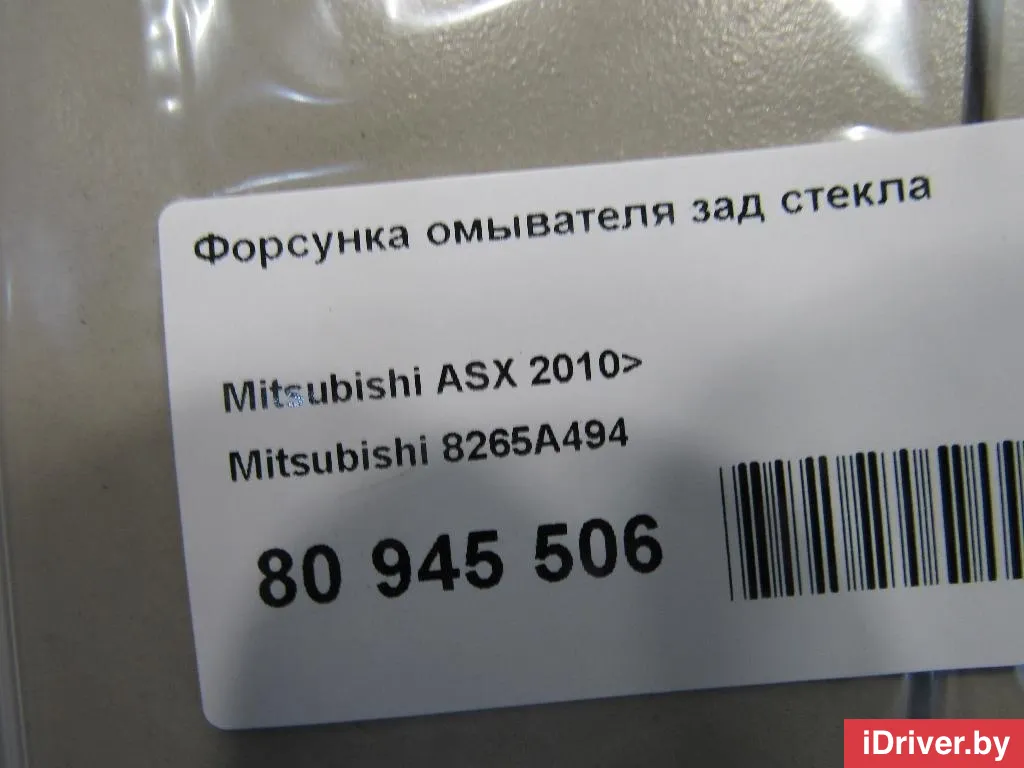 Форсунка омывателя зад стекла
Mitsubishi ASX 2010>
Mitsubishi 8265A494
80 945 506
iDriver.by